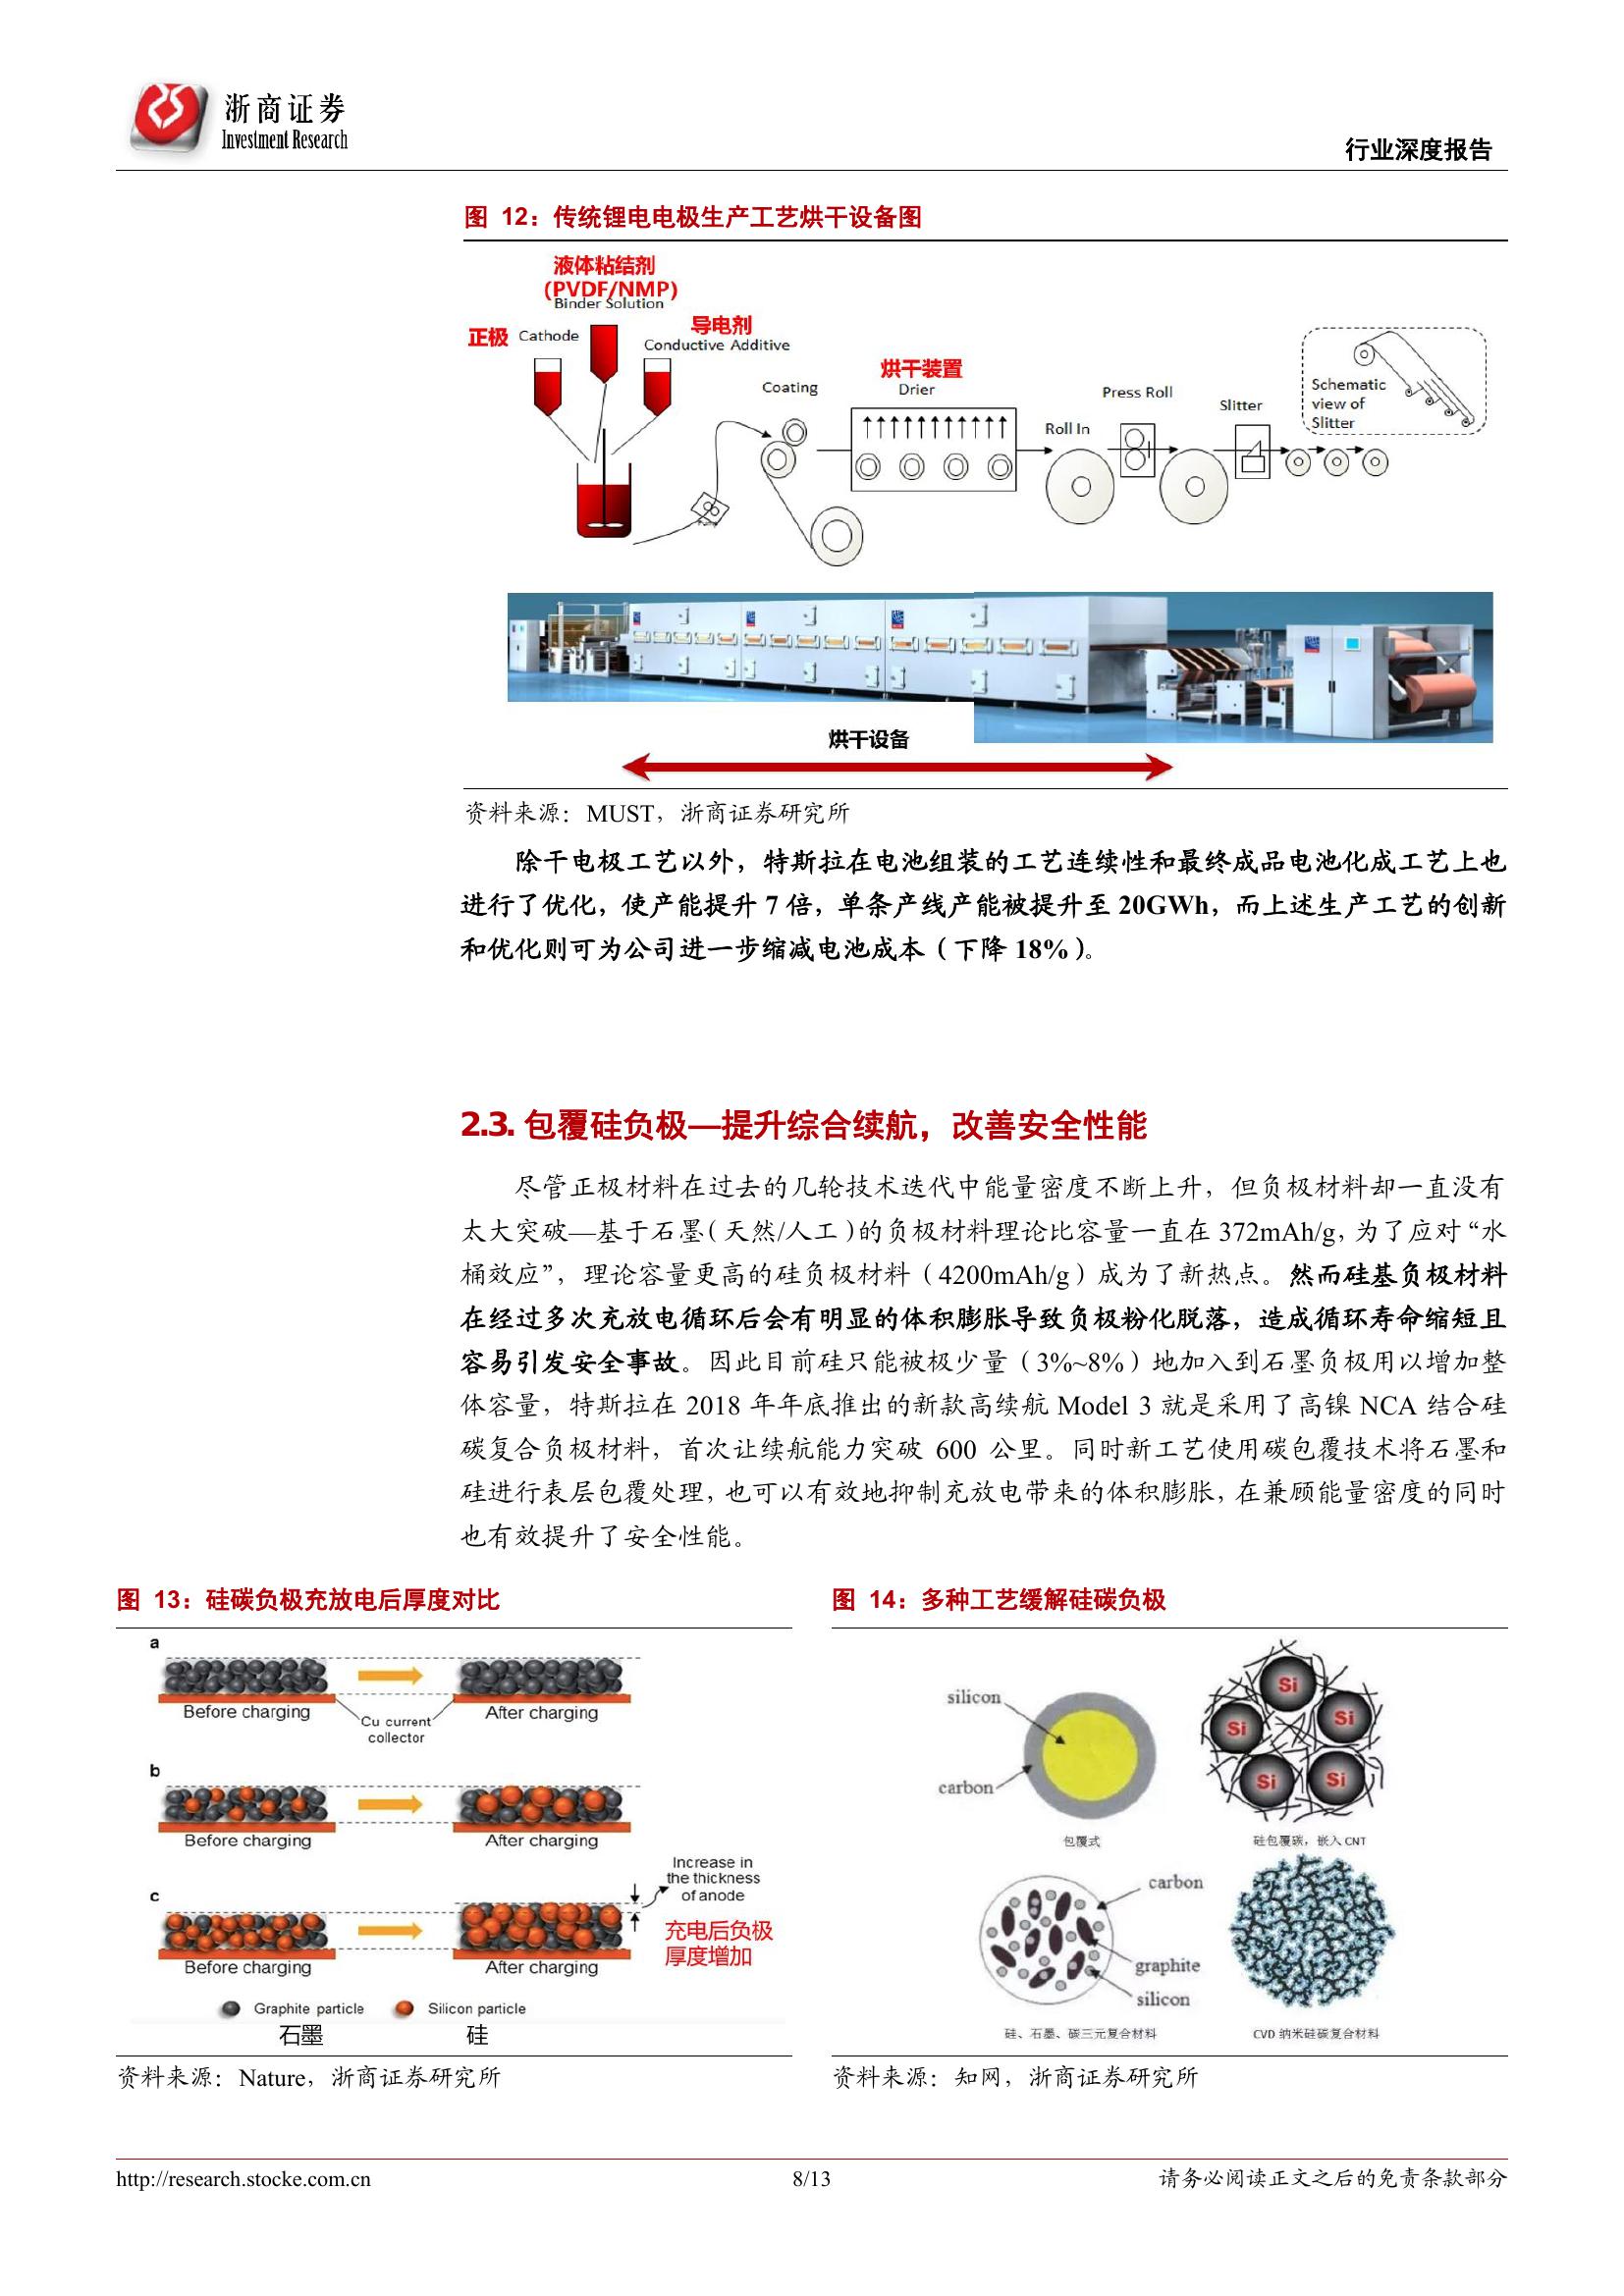 浙商证券
Investment Research
行业深度报告
图 12：传统锂电电极生产工艺烘干设备图
液体粘结剂
(PVDF/NMP)
Binder Solution
正极 Cathode
导电剂
Conductive Additive
Coating
烘干装置
Drier
Roll In
Press Roll
Slitter
Schematic
view of
Slitter
烘干设备
资料来源：MUST，浙商证券研究所
除干电极工艺以外，特斯拉在电池组装的工艺连续性和最终成品电池化成工艺上也
进行了优化，使产能提升 7 倍，单条产线产能被提升至 20GWh，而上述生产工艺的创新
和优化则可为公司进一步缩减电池成本（下降 18%）。
2.3. 包覆硅负极—提升综合续航，改善安全性能
尽管正极材料在过去的几轮技术迭代中能量密度不断上升，但负极材料却一直没有
太大突破—基于石墨（天然/人工）的负极材料理论比容量一直在 372mAh/g，为了应对“水
桶效应”，理论容量更高的硅负极材料（4200mAh/g）成为了新热点。然而硅基负极材料
在经过多次充放电循环后会有明显的体积膨胀导致负极粉化脱落，造成循环寿命缩短且
容易引发安全事故。因此目前硅只能被极少量（3%~8%）地加入到石墨负极用以增加整
体容量，特斯拉在 2018 年年底推出的新款高续航 Model 3 就是采用了高镍 NCA 结合硅
碳复合负极材料，首次让续航能力突破 600 公里。同时新工艺使用碳包覆技术将石墨和
硅进行表层包覆处理，也可以有效地抑制充放电带来的体积膨胀，在兼顾能量密度的同时
也有效提升了安全性能。
图 13：硅碳负极充放电后厚度对比
a
Before charging
Cu current
collector
After charging
b
Before charging
After charging
c
Before charging
After charging
Increase in
the thickness
of anode
充电后负极
厚度增加
Graphite particle
Silicon particle
石墨
硅
资料来源：Nature，浙商证券研究所
图 14：多种工艺缓解硅碳负极
silicon
carbon
包覆式
Si
Si
Si
Si
Si
硅包覆碳，嵌入 CNT
carbon
graphite
silicon
硅、石墨、碳三元复合材料
CVD 纳米硅碳复合材料
资料来源：知网，浙商证券研究所
http://research.stocke.com.cn
8/13
请务必阅读正文之后的免责条款部分